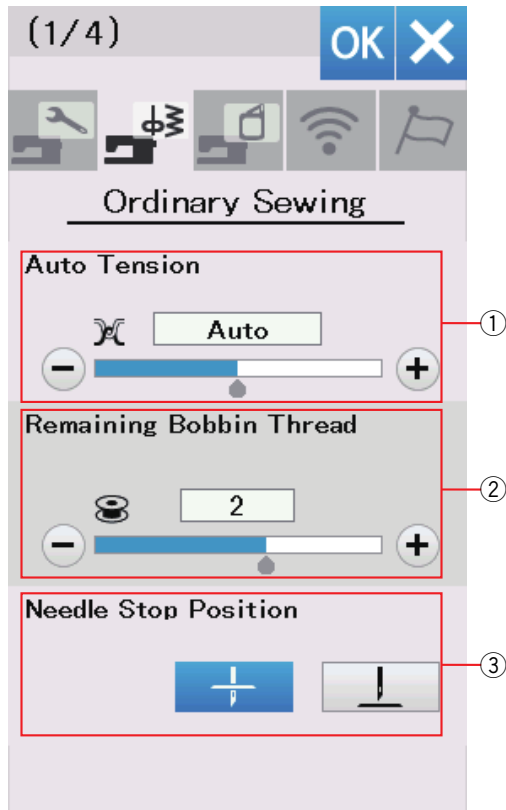 (1/4)
OK
Ordinary Sewing
Auto Tension
Auto
①
Remaining Bobbin Thread
2
②
Needle Stop Position
③